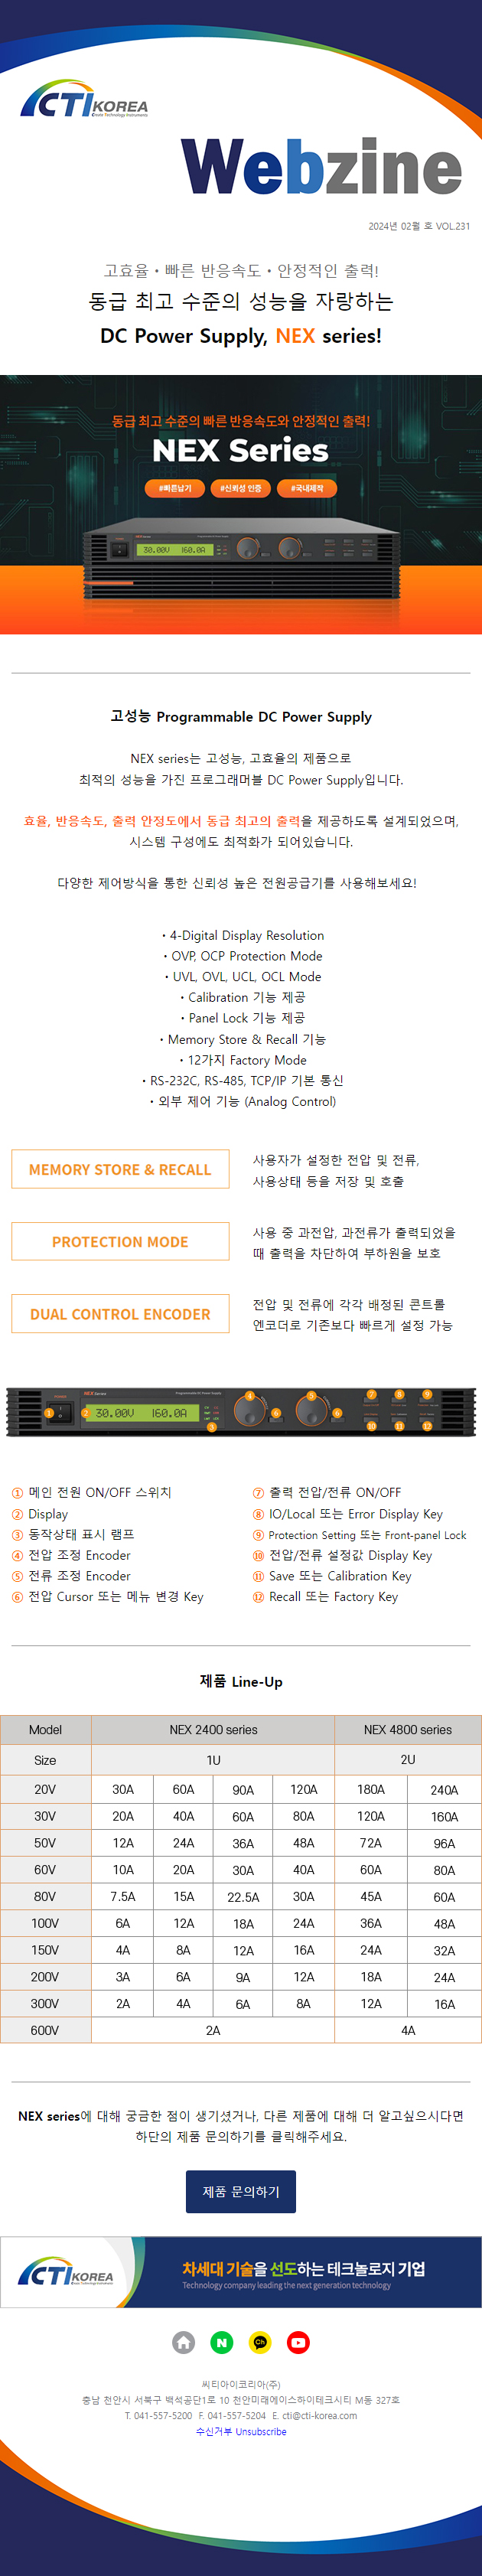 CTI KOREA
Create Technology Instruments
Webzine
2024년 02월 호 VOL.231
고효율 • 빠른 반응속도 • 안정적인 출력!
동급 최고 수준의 성능을 자랑하는
DC Power Supply, NEX series!
동급 최고 수준의 빠른 반응속도와 안정적인 출력!
NEX Series
#빠른납기 #신뢰성 인증 #국내제작
30.00V 160.0A
고성능 Programmable DC Power Supply
NEX series는 고성능, 고효율의 제품으로
최적의 성능을 가진 프로그래머블 DC Power Supply입니다.
효율, 반응속도, 출력 안정도에서 동급 최고의 출력을 제공하도록 설계되었으며,
시스템 구성에도 최적화가 되어있습니다.
다양한 제어방식을 통한 신뢰성 높은 전원공급기를 사용해보세요!
• 4-Digital Display Resolution
• OVP, OCP Protection Mode
• UVL, OVL, UCL, OCL Mode
• Calibration 기능 제공
• Panel Lock 기능 제공
• Memory Store & Recall 기능
• 12가지 Factory Mode
• RS-232C, RS-485, TCP/IP 기본 통신
• 외부 제어 기능 (Analog Control)
MEMORY STORE & RECALL
사용자가 설정한 전압 및 전류,
사용상태 등을 저장 및 호출
PROTECTION MODE
사용 중 과전압, 과전류가 출력되었을
때 출력을 차단하여 부하원을 보호
DUAL CONTROL ENCODER
전압 및 전류에 각각 배정된 콘트롤
엔코더로 기존보다 빠르게 설정 가능
NEX Series Programmable DC Power Supply
30.00V 160.0A
1 2 3 4 6 5 6 7 8 9 10 11 12
① 메인 전원 ON/OFF 스위치
② Display
③ 동작상태 표시 램프
④ 전압 조정 Encoder
⑤ 전류 조정 Encoder
⑥ 전압 Cursor 또는 메뉴 변경 Key
⑦ 출력 전압/전류 ON/OFF
⑧ IO/Local 또는 Error Display Key
⑨ Protection Setting 또는 Front-panel Lock
⑩ 전압/전류 설정값 Display Key
⑪ Save 또는 Calibration Key
⑫ Recall 또는 Factory Key
제품 Line-Up
Model NEX 2400 series NEX 4800 series
Size 1U 2U
20V 30A 60A 90A 120A 180A 240A
30V 20A 40A 60A 80A 120A 160A
50V 12A 24A 36A 48A 72A 96A
60V 10A 20A 30A 40A 60A 80A
80V 7.5A 15A 22.5A 30A 45A 60A
100V 6A 12A 18A 24A 36A 48A
150V 4A 8A 12A 16A 24A 32A
200V 3A 6A 9A 12A 18A 24A
300V 2A 4A 6A 8A 12A 16A
600V 2A 4A
NEX series에 대해 궁금한 점이 생기셨거나, 다른 제품에 대해 더 알고싶으시다면
하단의 제품 문의하기를 클릭해주세요.
제품 문의하기
CTI KOREA
Create Technology Instruments
차세대 기술을 선도하는 테크놀로지 기업
Technology company leading the next generation technology
N Ch
씨티아이코리아(주)
충남 천안시 서북구 백석공단1로 10 천안미래에이스하이테크시티 M동 327호
T. 041-557-5200 F. 041-557-5204 E. cti@cti-korea.com
수신거부 Unsubscribe